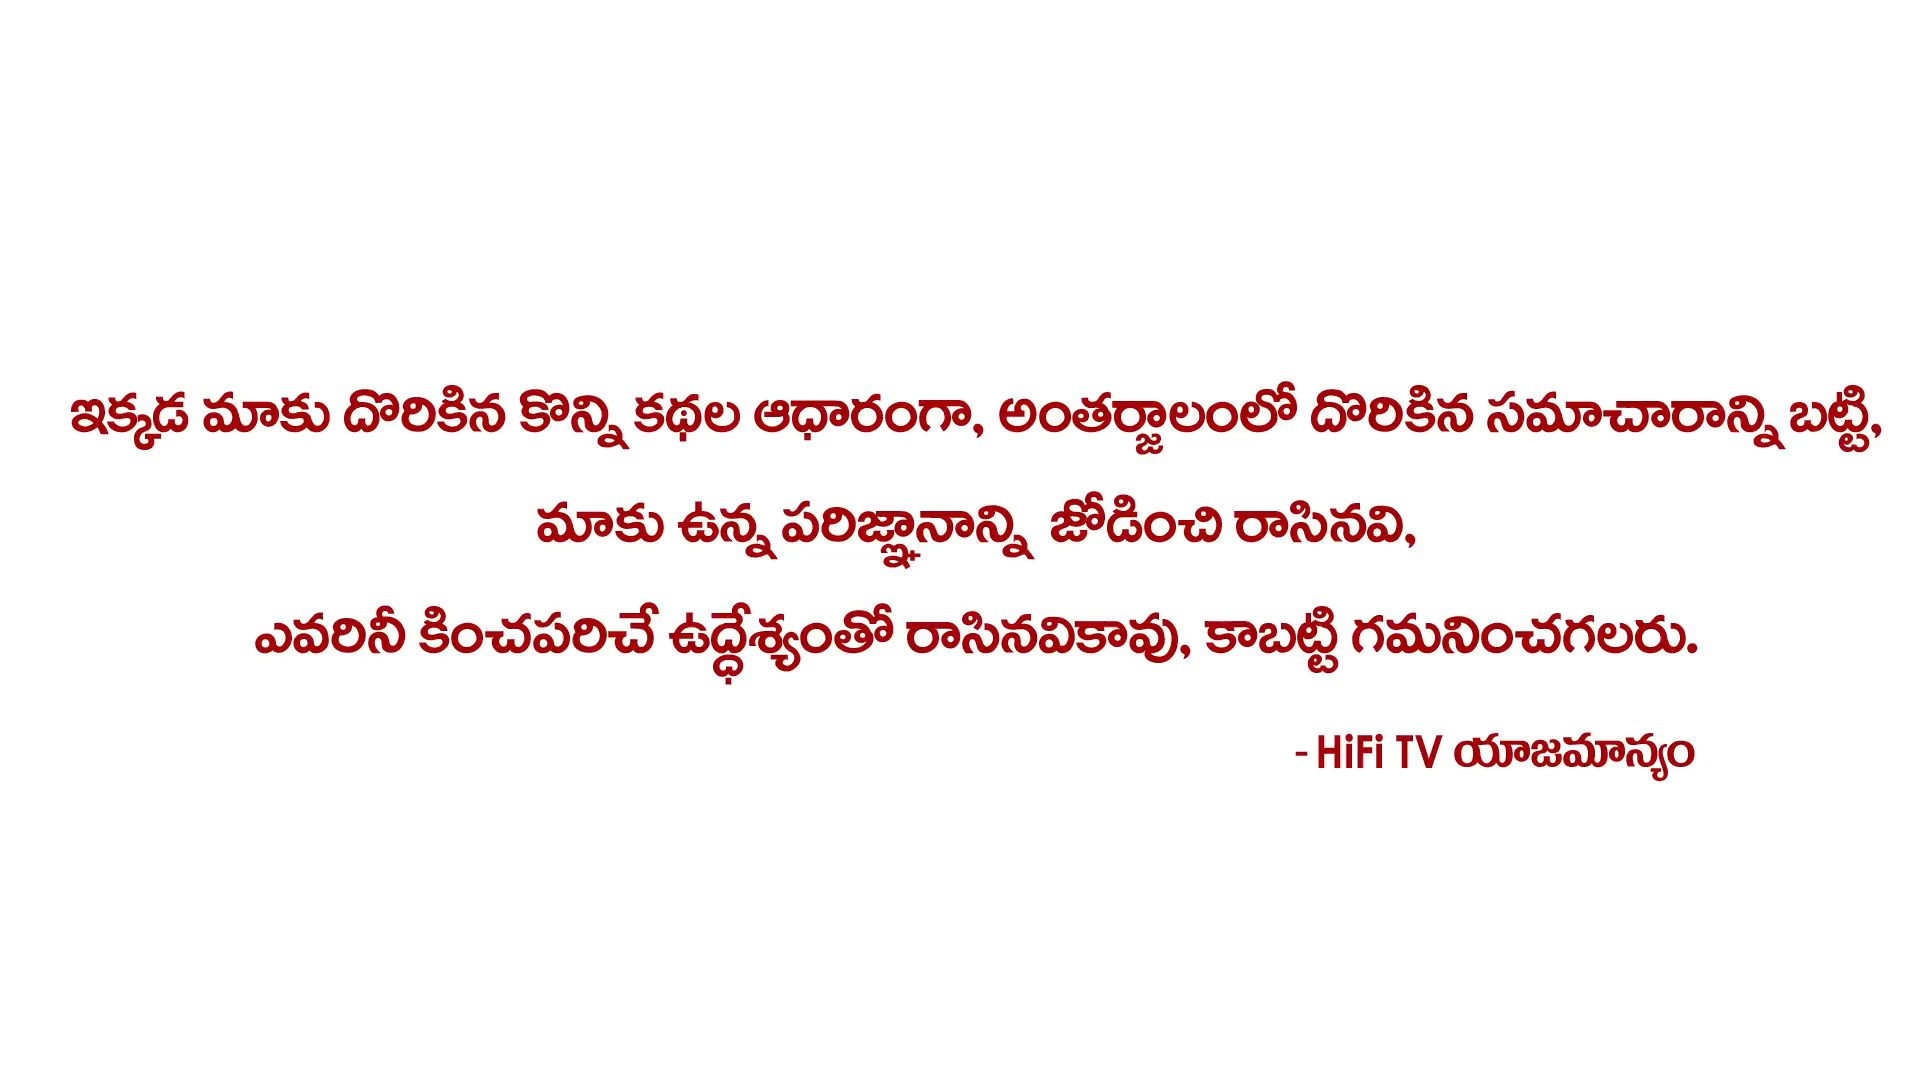 ఇక్కడ మాకు దొరికిన కొన్ని కథల ఆధారంగా, అంతర్జాలంలో దొరికిన సమాచారాన్ని బట్టి,
మాకు ఉన్న పరిజ్ఞానాన్ని జోడించి రాసినవి,
ఎవరినీ కించపరిచే ఉద్ధేశ్యంతో రాసినవికావు, కాబట్టి గమనించగలరు.
- HiFi TV యాజమాన్యం